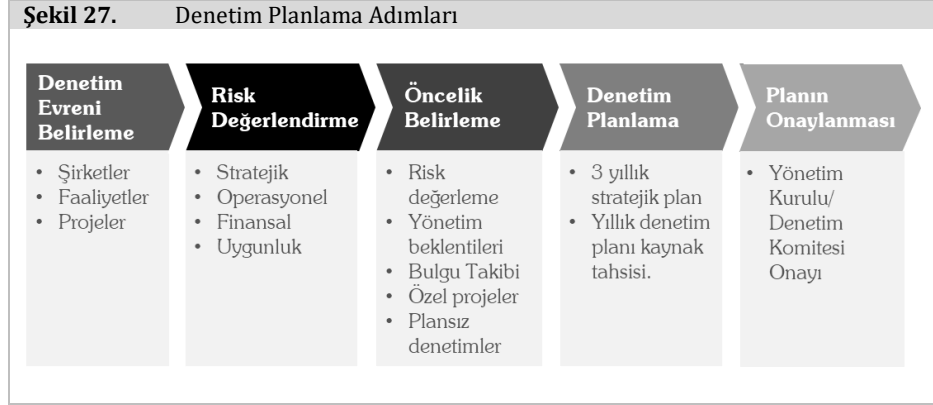 Şekil 27. Denetim Planlama Adımları
Denetim
Evreni
Belirleme
• Şirketler
• Faaliyetler
• Projeler
Risk
Değerlendirme
• Stratejik
• Operasyonel
• Finansal
• Uygunluk
Öncelik
Belirleme
• Risk
değerleme
• Yönetim
beklentileri
• Bulgu Takibi
• Özel projeler
• Plansız
denetimler
Denetim
Planlama
• 3 yıllık
stratejik plan
• Yıllık denetim
planı kaynak
tahsisi.
Planın
Onaylanması
• Yönetim
Kurulu/
Denetim
Komitesi
Onayı